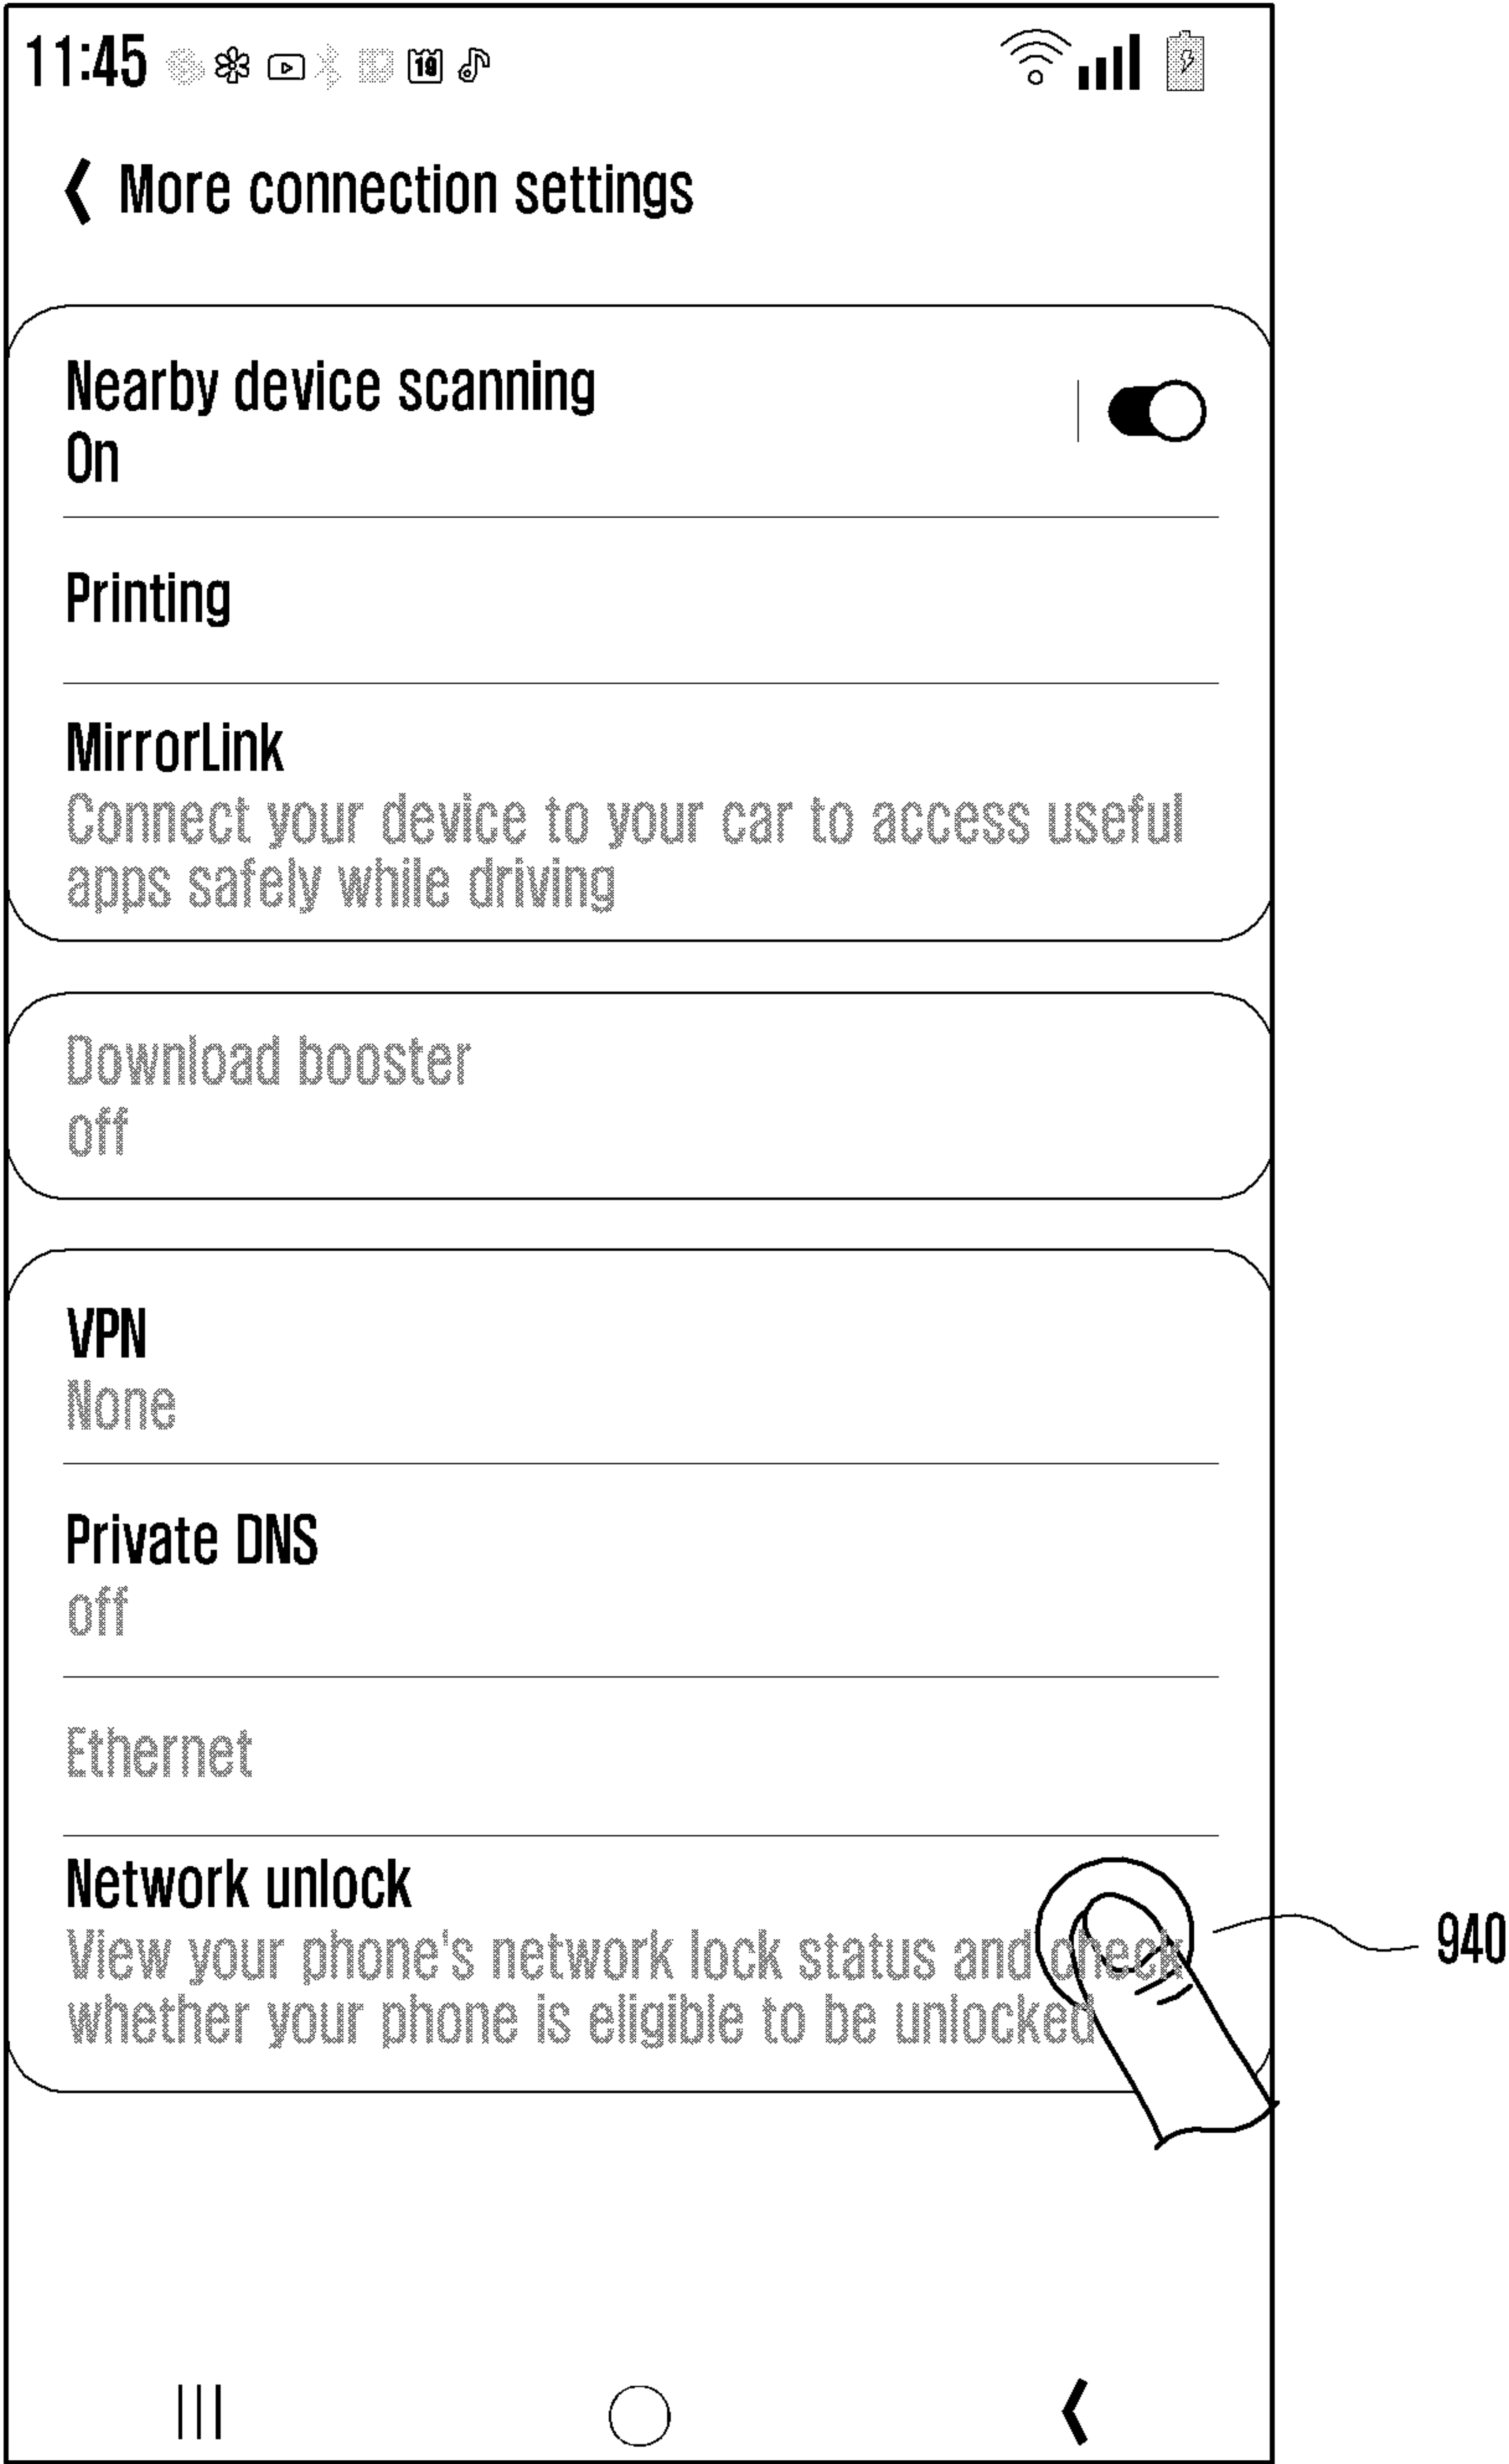 11:45 19
More connection settings
Nearby device scanning
On
Printing
MirrorLink
Connect your device to your car to access useful
apps safely while driving
Download booster
off
VPN
None
Private DNS
off
Ethernet
Network unlock
View your phone's network lock status and check
whether your phone is eligible to be unlocked
940